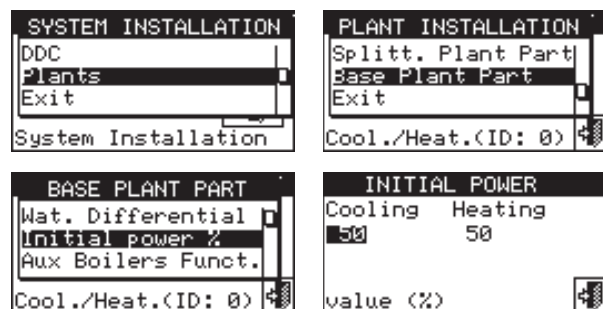 SYSTEM INSTALLATION
DDC
Plants
Exit
System Installation
PLANT INSTALLATION
Splitt. Plant Part
Base Plant Part
Exit
Cool./Heat.(ID: 0)
BASE PLANT PART
Wat. Differential
Initial power %
Aux Boilers Funct.
Cool./Heat.(ID: 0)
INITIAL POWER
Cooling Heating
50 50
value (%)